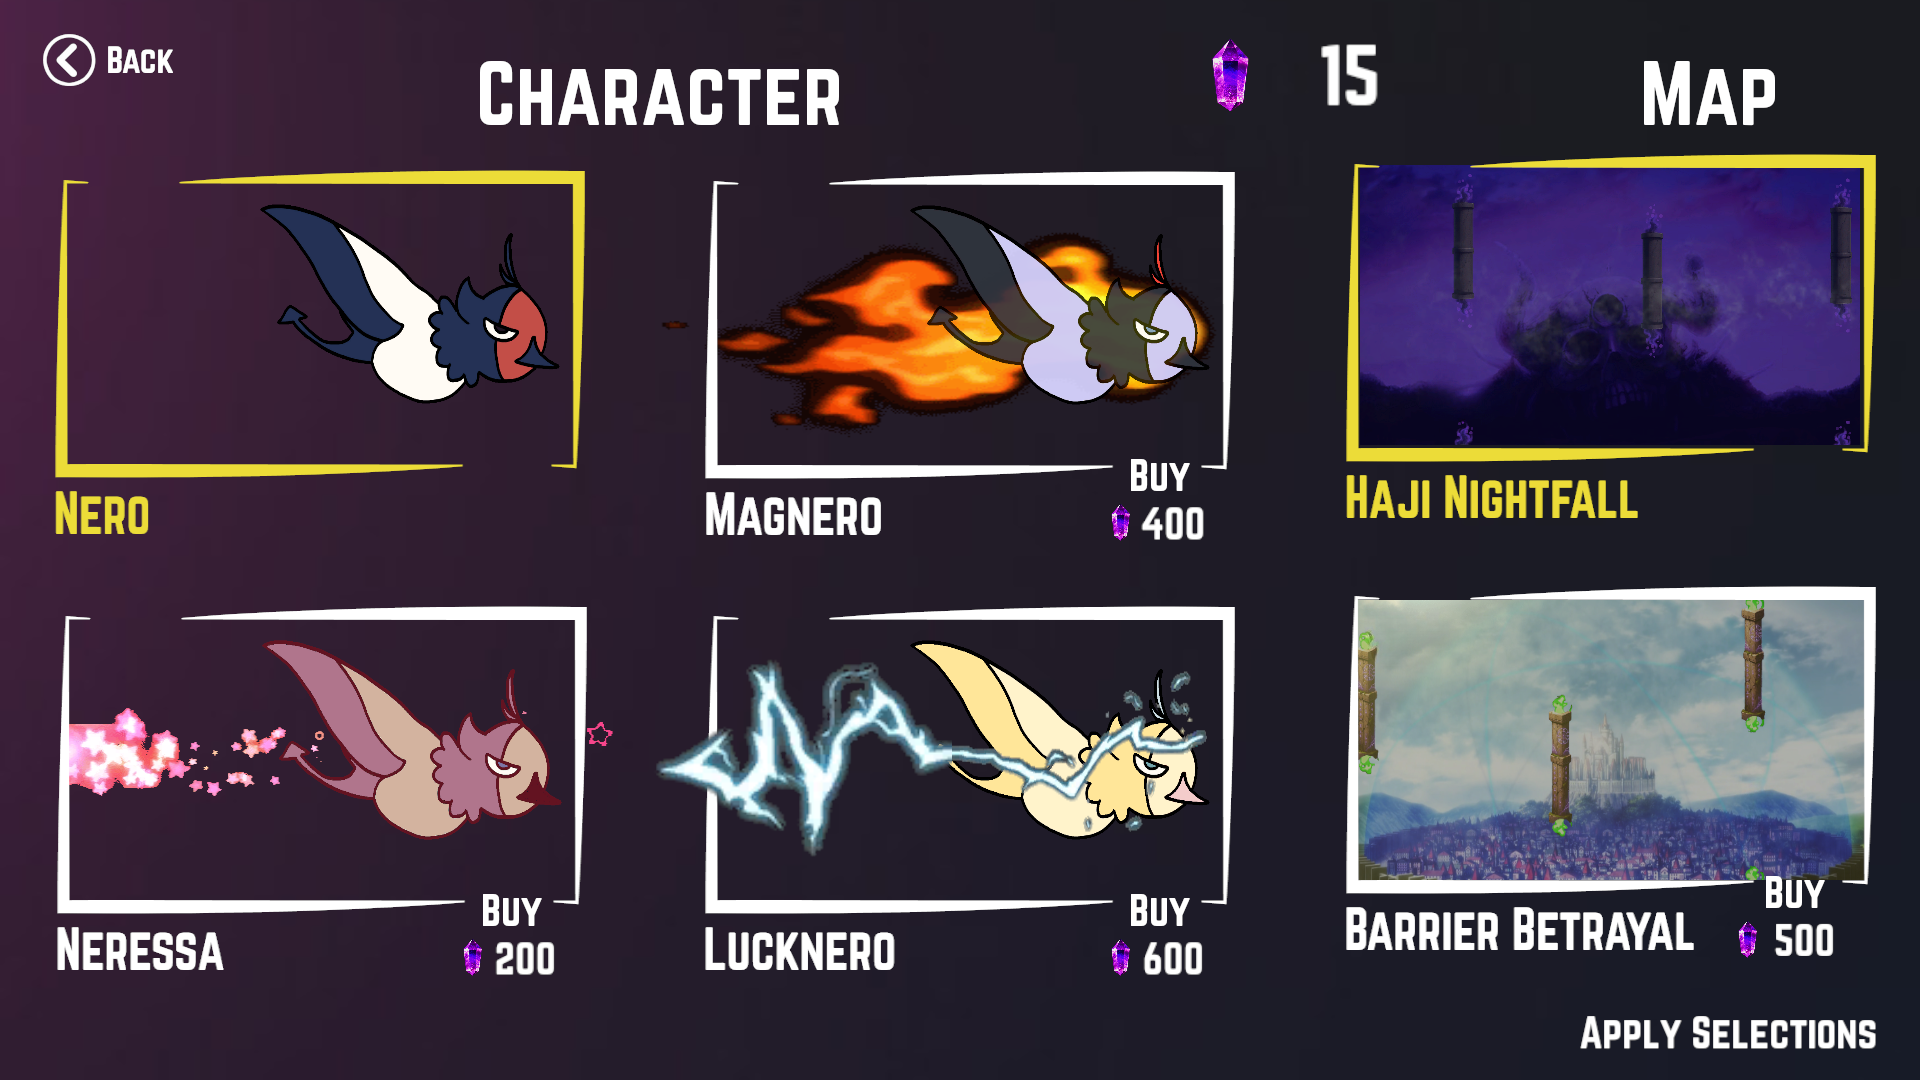 Back
Character
15
Map
Nero
Magnero
Buy
400
Haji Nightfall
Neressa
Buy
200
Lucknero
Buy
600
Barrier Betrayal
Buy
500
Apply Selections